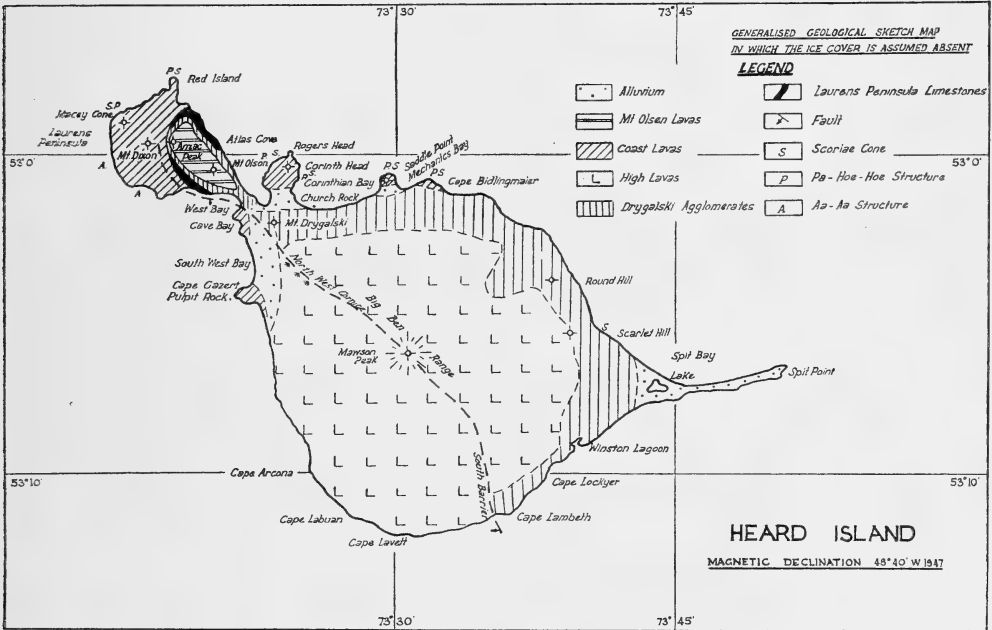 73° 30'
73° 45'
GENERALISED GEOLOGICAL SKETCH MAP
IN WHICH THE ICE COVER IS ASSUMED ABSENT
LEGEND
Alluvium
Mt Olsen Lavas
Coast Lavas
L
High Lavas
Drygalski Agglomerates
Laurens Peninsula Limestones
Fault
S
Scoriae Cone
P
Pa-Hoe-Hoe Structure
A
Aa-Aa Structure
P S
Red Island
S.P
Macey Cone
Laurens
Peninsula
Mt Dixon
Anzac
Peak
Atlas Cove
Mt Olson
A
A
P
S
Rogers Head
Corinth Head
P S
Corinthian Bay
Church Rock
P S
Saddle Point
Mechanics Bay
P S
Cape Bidlingmaier
53° 0'
53° 0'
West Bay
Cave Bay
Mt. Drygalski
South West Bay
North West Cornice
Cape Gazert
Pulpit Rock.
Big
Ben
Range
Mawson
Peak
Round Hill
S
Scarlet Hill
Spit Bay
Lake
Spit Point
Winston Lagoon
53° 10'
53° 10'
Cape Arcona
South Barrier
Cape Lockyer
Cape Labuan
Cape Lambeth
Cape Lavett
HEARD ISLAND
MAGNETIC DECLINATION 48° 40' W 1947
73° 30'
73° 45'